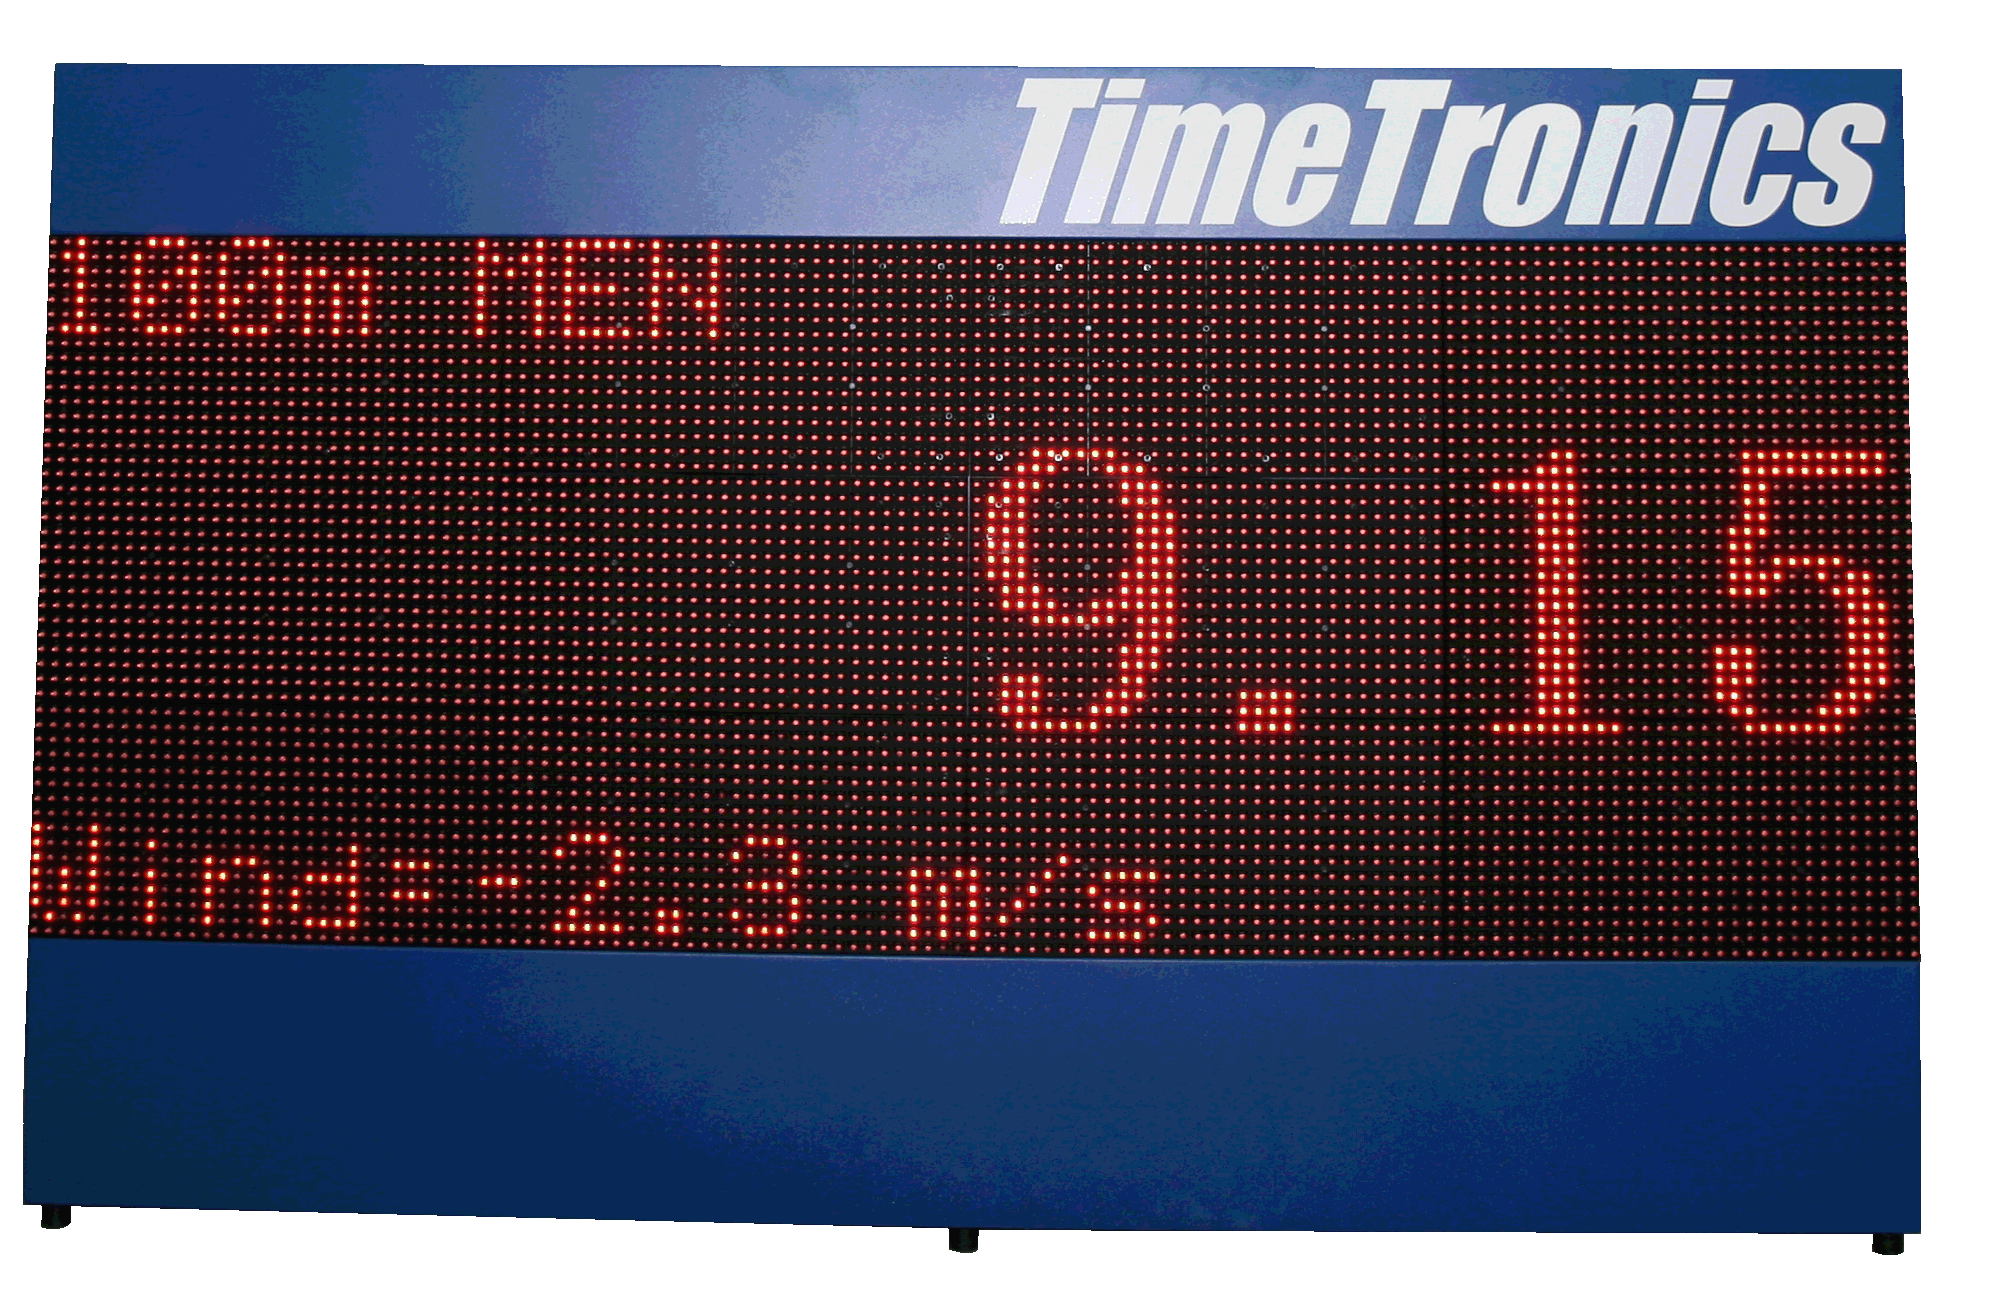 TimeTronics
100m MEN
9.15
Wind=-2.3 m/s